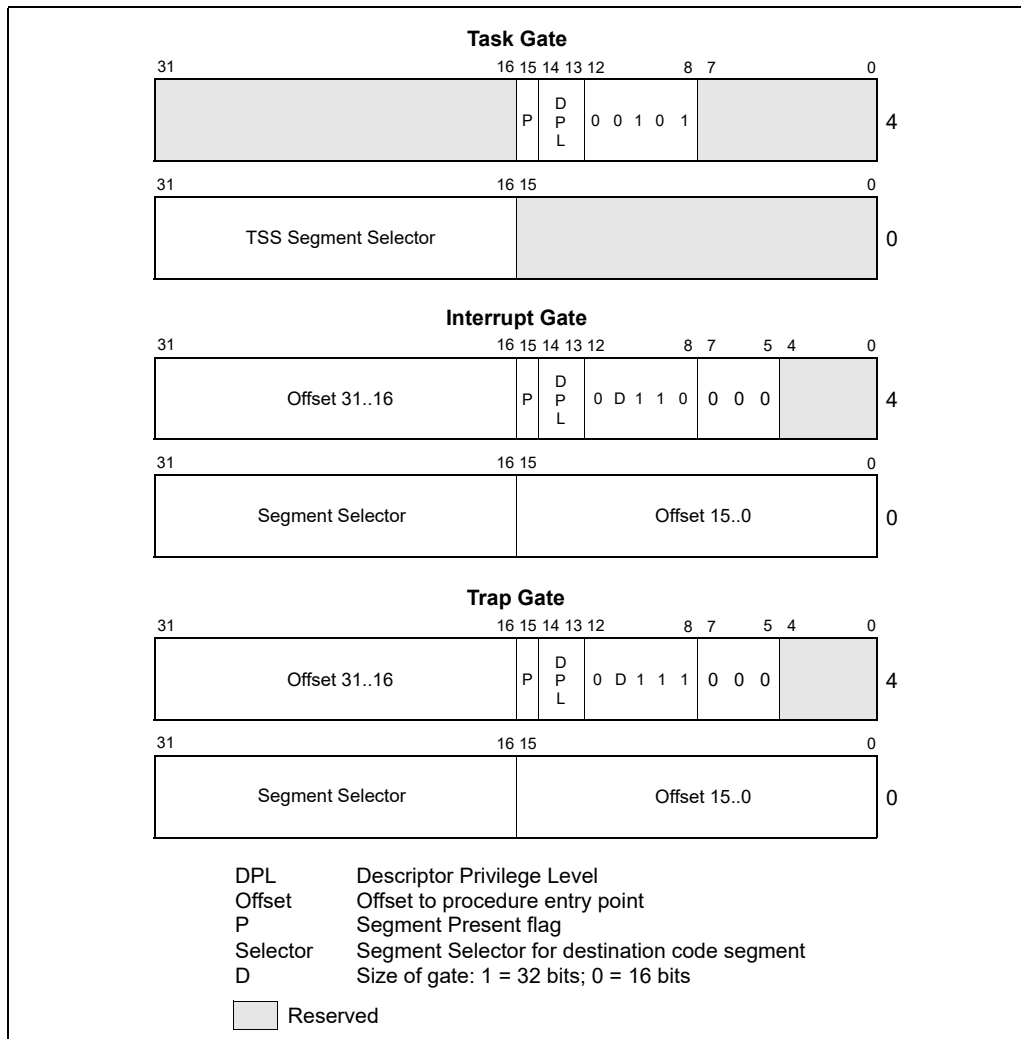 Task Gate
31 16 15 14 13 12 8 7 0
P D P L 0 0 1 0 1 4
31 16 15 0
TSS Segment Selector 0
Interrupt Gate
31 16 15 14 13 12 8 7 5 4 0
Offset 31..16 P D P L 0 D 1 1 0 0 0 0 4
31 16 15 0
Segment Selector Offset 15..0 0
Trap Gate
31 16 15 14 13 12 8 7 5 4 0
Offset 31..16 P D P L 0 D 1 1 1 0 0 0 4
31 16 15 0
Segment Selector Offset 15..0 0
DPL Descriptor Privilege Level
Offset Offset to procedure entry point
P Segment Present flag
Selector Segment Selector for destination code segment
D Size of gate: 1 = 32 bits; 0 = 16 bits
Reserved